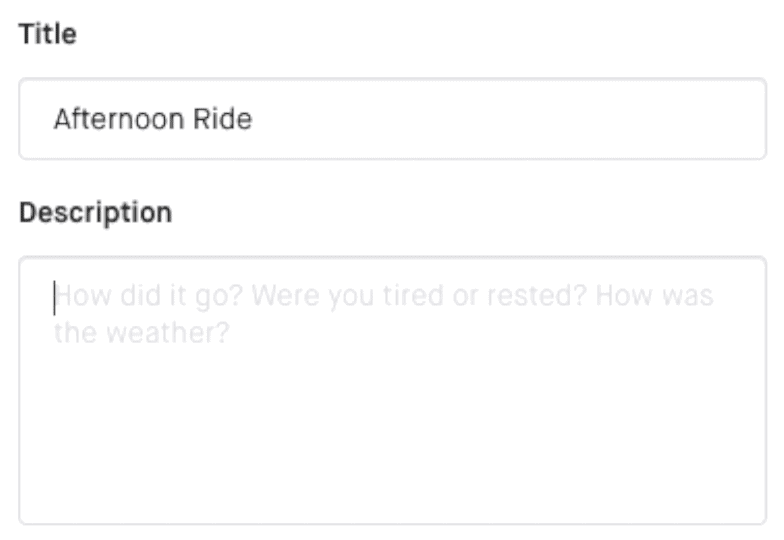 Title
Afternoon Ride
Description
How did it go? Were you tired or rested? How was
the weather?